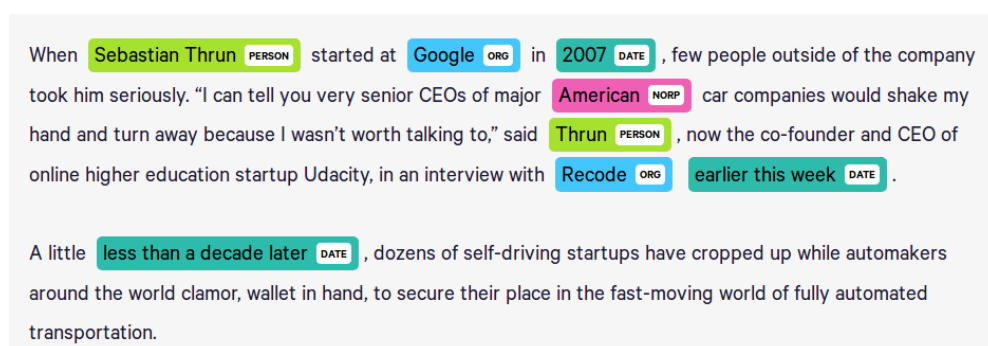 When Sebastian Thrun PERSON started at Google ORG in 2007 DATE , few people outside of the company
took him seriously. “I can tell you very senior CEOs of major American NORP car companies would shake my
hand and turn away because I wasn’t worth talking to,” said Thrun PERSON , now the co-founder and CEO of
online higher education startup Udacity, in an interview with Recode ORG earlier this week DATE .
A little less than a decade later DATE , dozens of self-driving startups have cropped up while automakers
around the world clamor, wallet in hand, to secure their place in the fast-moving world of fully automated
transportation.